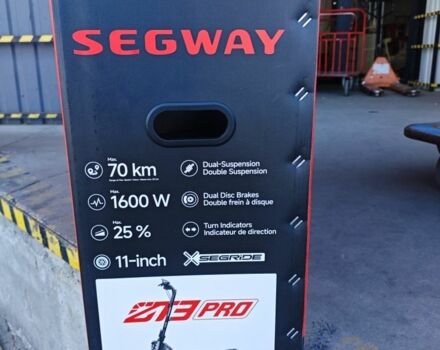 SEGWAY
Max.
70 km
Dual-Suspension
Double Suspension
Max.
1600 W
Dual Disc Brakes
Double frein à disque
Max.
25 %
Turn Indicators
Indicateur de direction
11-inch
SEGRIDE
ZT3 PRO